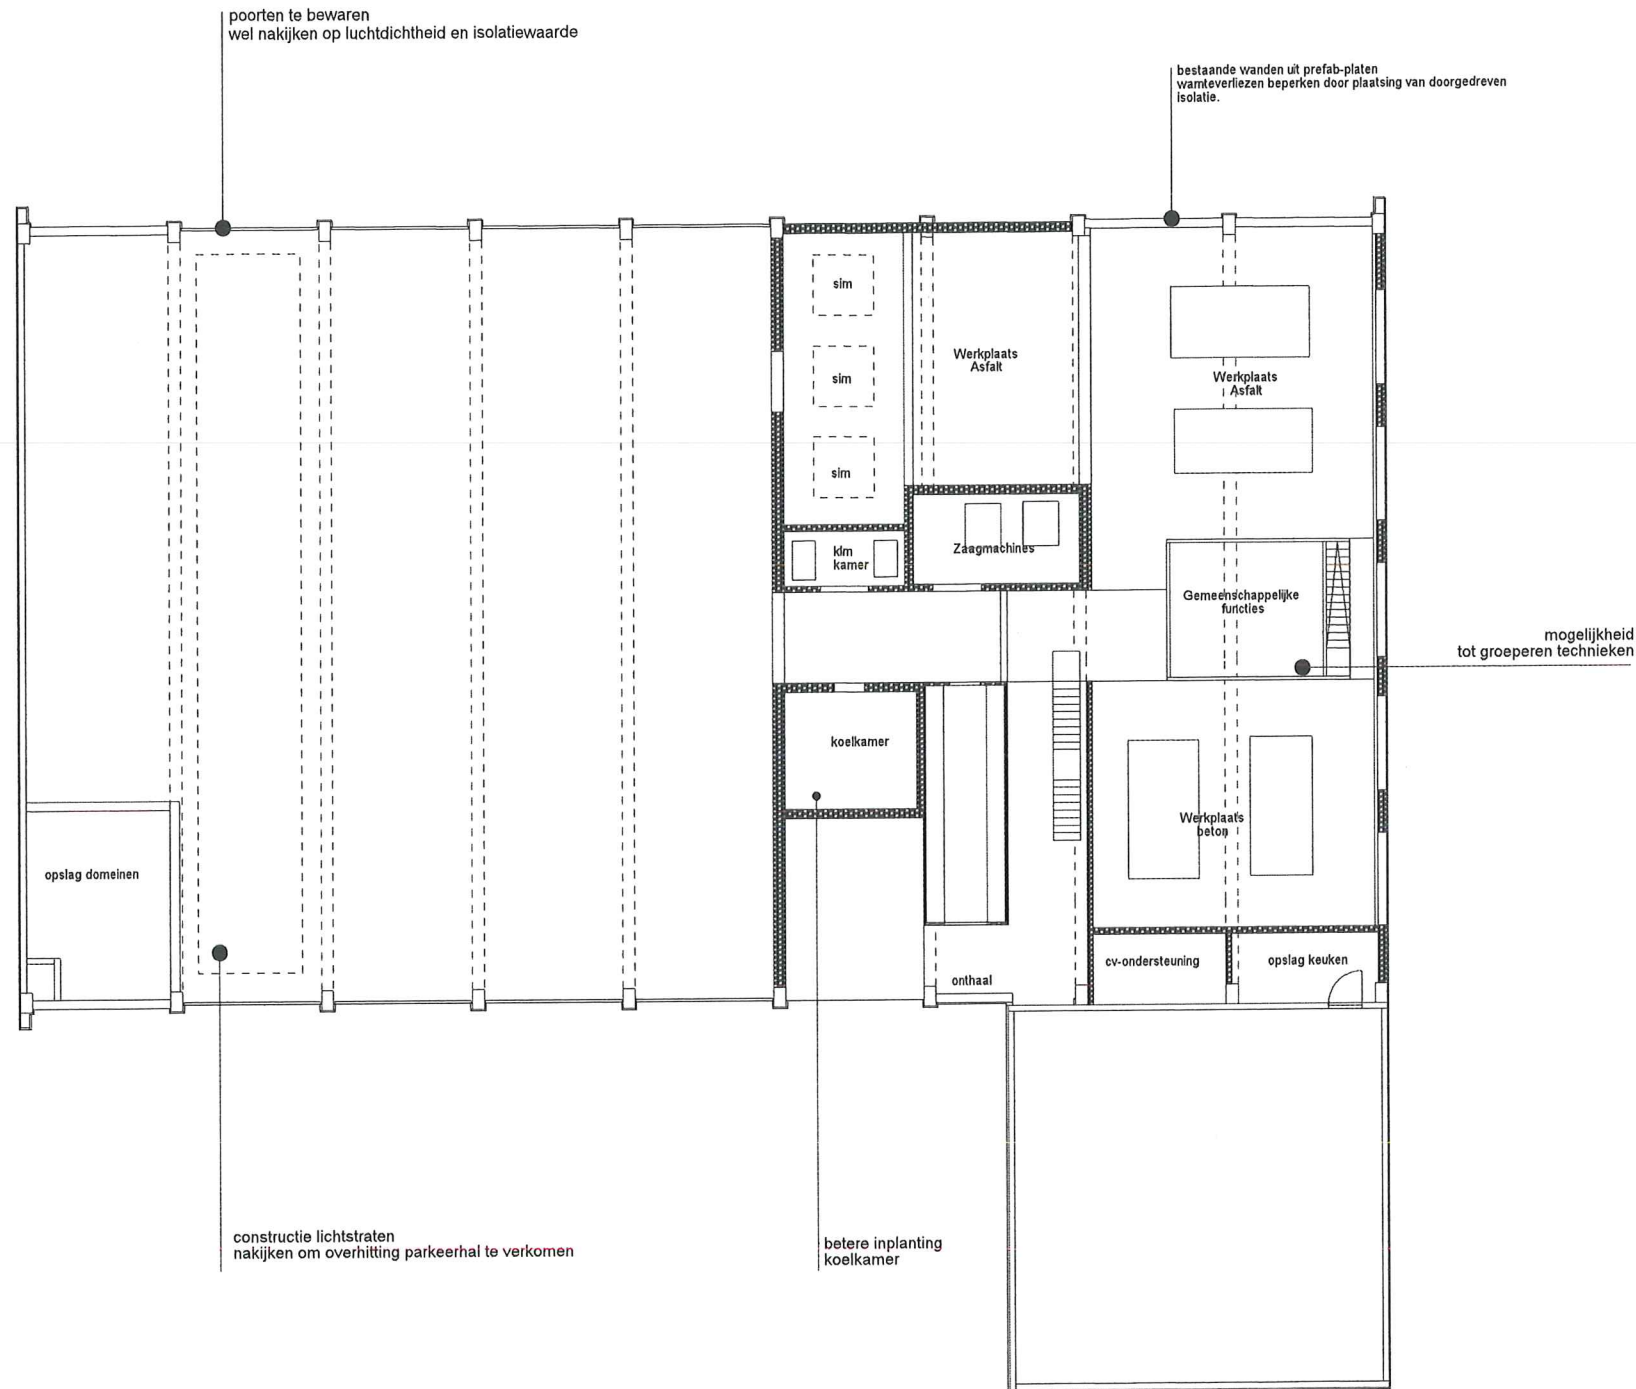 poorten te bewaren
wel nakijken op luchtdichtheid en isolatiewaarde
bestaande wanden uit prefab-platen
wamteverliezen beperken door plaatsing van doorgedreven
isolatie.
sim
sim
sim
Werkplaats
Asfalt
Werkplaats
Asfalt
klm
kamer
Zaagmachines
Gemeenschappelijke
functies
mogelijkheid
tot groeperen technieken
koelkamer
Werkplaats
beton
opslag domeinen
onthaal
cv-ondersteuning
opslag keuken
constructie lichtstraten
nakijken om overhitting parkeerhal te verkomen
betere inplanting
koelkamer